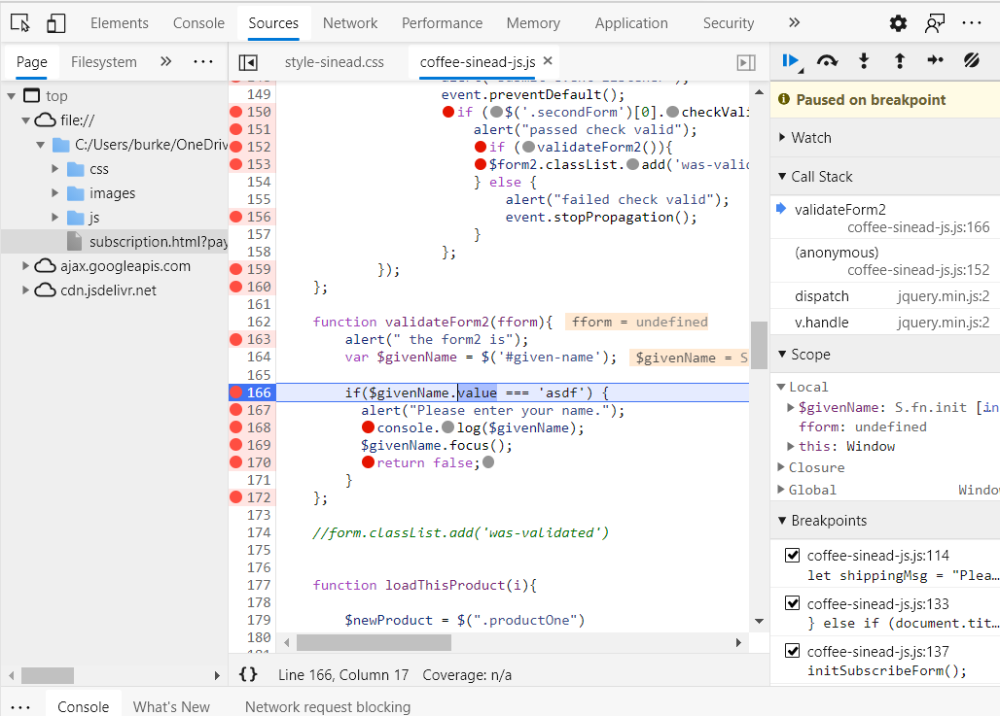 Elements Console Sources Network Performance Memory Application Security
Page Filesystem
style-sinead.css coffee-sinead-js.js
Paused on breakpoint
top
file://
C:/Users/burke/OneDriv
css
images
js
subscription.html?pay
ajax.googleapis.com
cdn.jsdelivr.net
149 event.preventDefault();
150 if ($('.secondForm')[0].checkVali
151 alert("passed check valid");
152 if (validateForm2()){
153 $form2.classList.add('was-valid
154 } else {
155 alert("failed check valid");
156 event.stopPropagation();
157 }
158 };
159 });
160 };
161
162 function validateForm2(fform){ fform = undefined
163 alert(" the form2 is");
164 var $givenName = $('#given-name'); $givenName = S
165
166 if($givenName.value === 'asdf') {
167 alert("Please enter your name.");
168 console.log($givenName);
169 $givenName.focus();
170 return false;
171 }
172 };
173
174 //form.classList.add('was-validated')
175
176
177 function loadThisProduct(i){
178
179 $newProduct = $(".productOne")
180
Watch
Call Stack
validateForm2
coffee-sinead-js.js:166
(anonymous)
coffee-sinead-js.js:152
dispatch jquery.min.js:2
v.handle jquery.min.js:2
Scope
Local
$givenName: S.fn.init [in
fform: undefined
this: Window
Closure
Global Windo
Breakpoints
coffee-sinead-js.js:114
let shippingMsg = "Plea…
coffee-sinead-js.js:133
} else if (document.tit…
coffee-sinead-js.js:137
initSubscribeForm();
{} Line 166, Column 17 Coverage: n/a
Console What's New Network request blocking